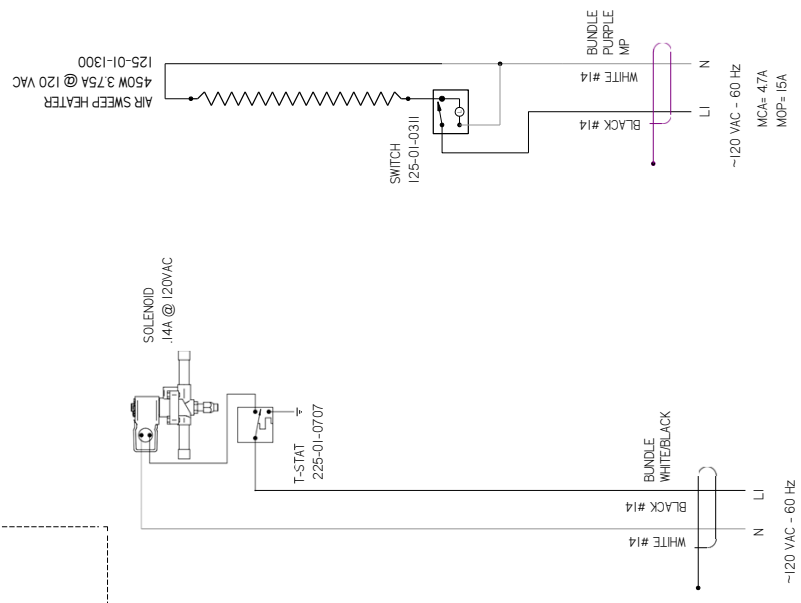 AIR SWEEP HEATER
450W 3.75A @ 120 VAC
125-01-1300
SWITCH
125-01-0311
BUNDLE
PURPLE
MP
WHITE #14
BLACK #14
N
L1
~120 VAC - 60 Hz
MCA= 4.7A
MOP= 15A
SOLENOID
.14A @ 120VAC
T-STAT
225-01-0707
BUNDLE
WHITE/BLACK
BLACK #14
WHITE #14
L1
N
~120 VAC - 60 Hz